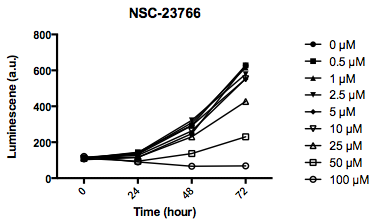 NSC-23766
Luminescene (a.u.)
800
600
400
200
0
0
24
48
72
Time (hour)
0 µM
0.5 µM
1 µM
2.5 µM
5 µM
10 µM
25 µM
50 µM
100 µM